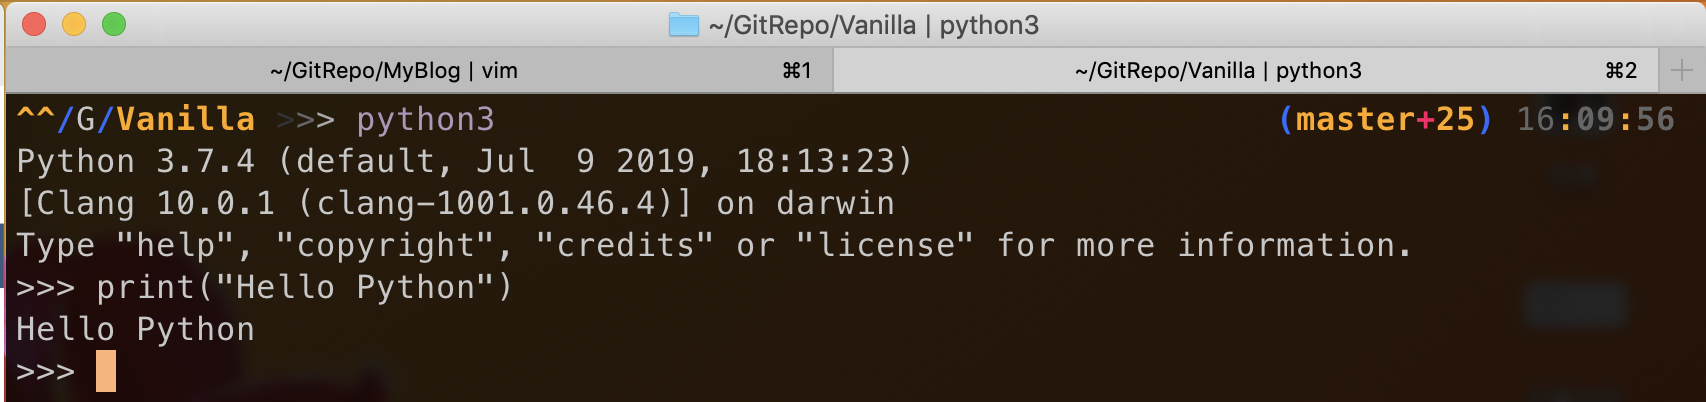 ~/GitRepo/Vanilla | python3
~/GitRepo/MyBlog | vim ⌘1 ~/GitRepo/Vanilla | python3 ⌘2 +
^^/G/Vanilla >>> python3 (master+25) 16:09:56
Python 3.7.4 (default, Jul  9 2019, 18:13:23)
[Clang 10.0.1 (clang-1001.0.46.4)] on darwin
Type "help", "copyright", "credits" or "license" for more information.
>>> print("Hello Python")
Hello Python
>>>